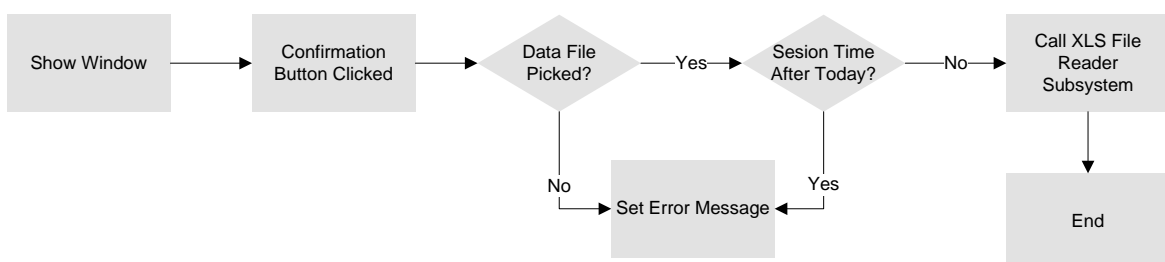 Show Window
Confirmation
Button Clicked
Data File
Picked?
Yes
Sesion Time
After Today?
No
Call XLS File
Reader
Subsystem
No
Set Error Message
Yes
End